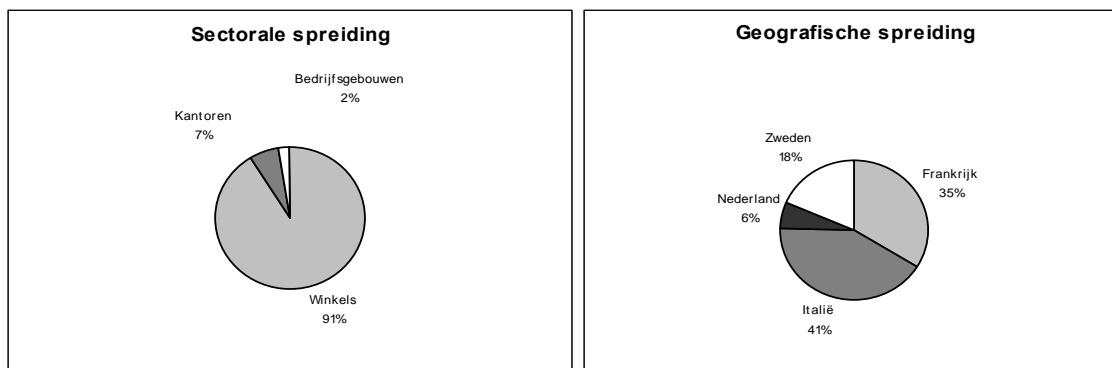 Sectorale spreiding
Bedrijfsgebouwen
2%
Kantoren
7%
Winkels
91%
Geografische spreiding
Zweden
18%
Frankrijk
35%
Nederland
6%
Italië
41%